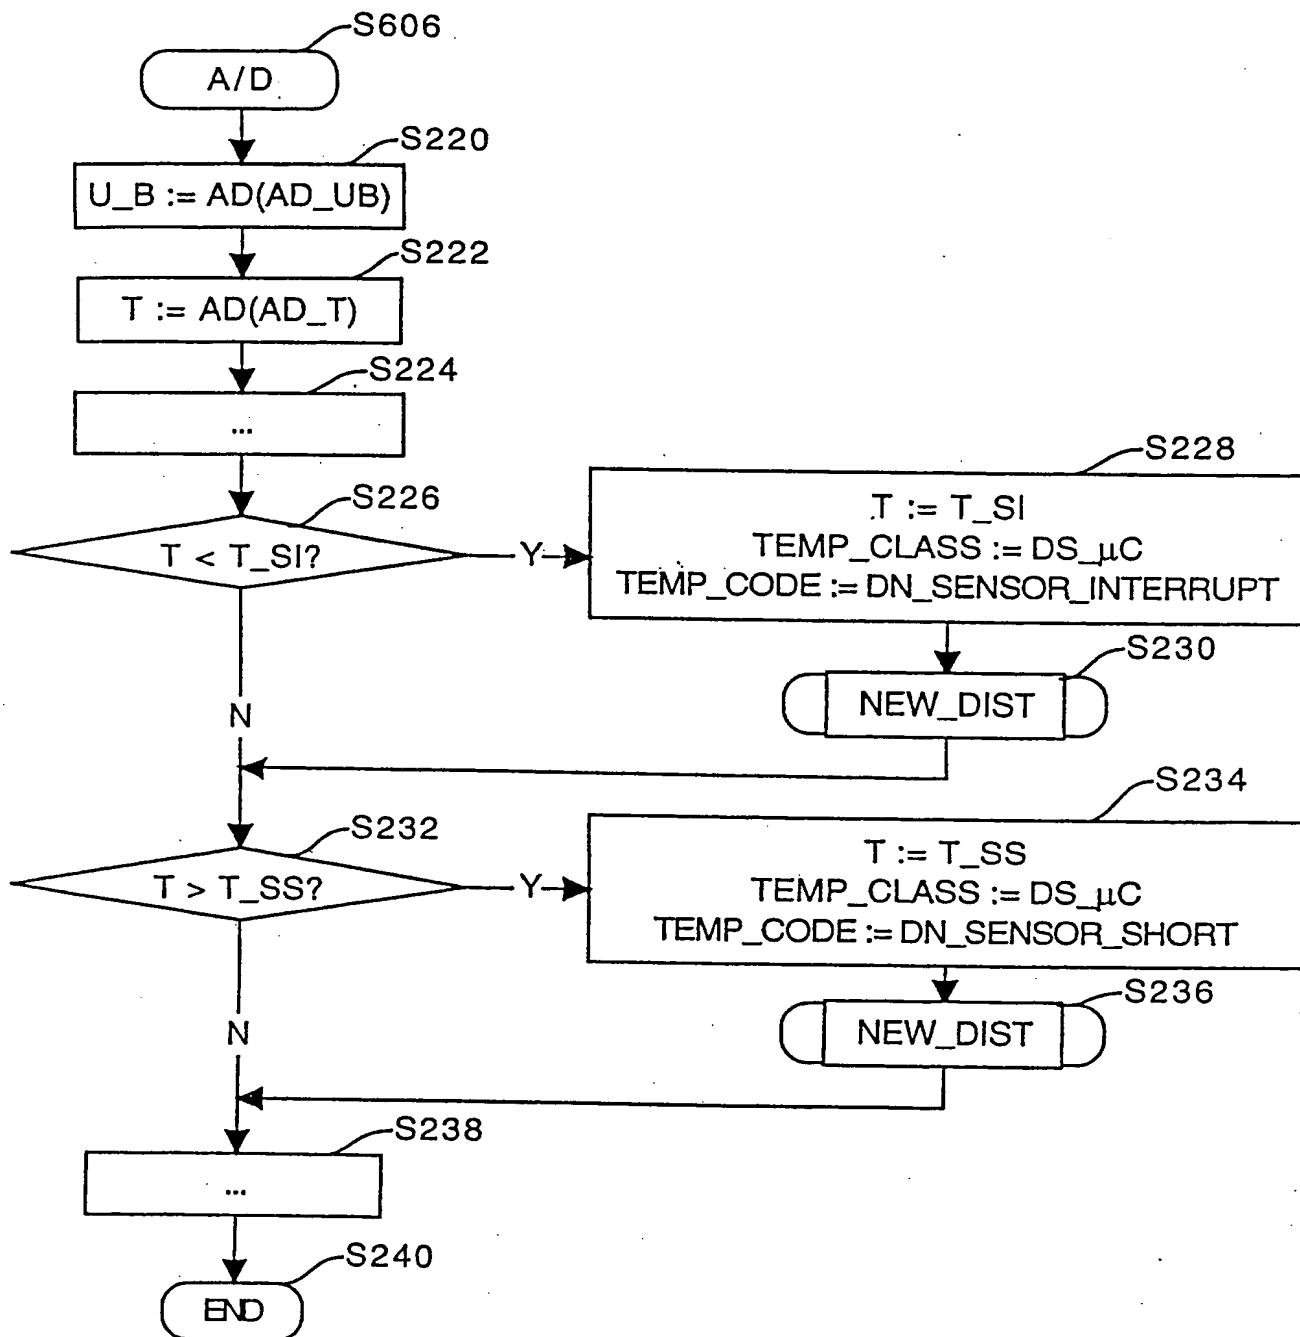 S606
A/D
S220
U_B := AD(AD_UB)
S222
T := AD(AD_T)
S224
...
S226
T < T_SI?
Y
S228
T := T_SI
TEMP_CLASS := DS_µC
TEMP_CODE := DN_SENSOR_INTERRUPT
S230
NEW_DIST
N
S232
T > T_SS?
Y
S234
T := T_SS
TEMP_CLASS := DS_µC
TEMP_CODE := DN_SENSOR_SHORT
S236
NEW_DIST
N
S238
...
S240
END